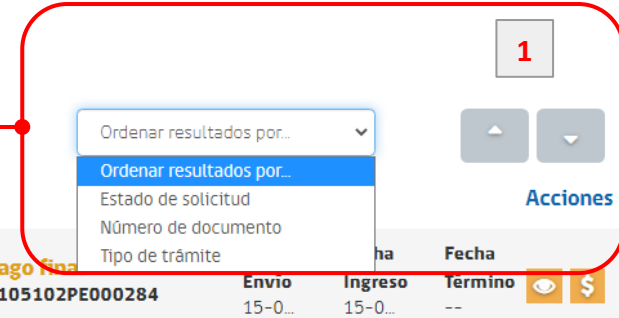 1
Ordenar resultados por...
Ordenar resultados por...
Estado de solicitud
Acciones
Número de documento
Tipo de trâmite
Fecha
Envío Ingreso Término
105102PE000284
15-0... 15-0... --
$